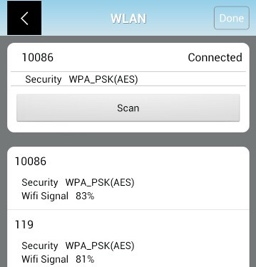 WLAN
Done
10086 Connected
Security WPA_PSK(AES)
Scan
10086
Security WPA_PSK(AES)
Wifi Signal 83%
119
Security WPA_PSK(AES)
Wifi Signal 81%